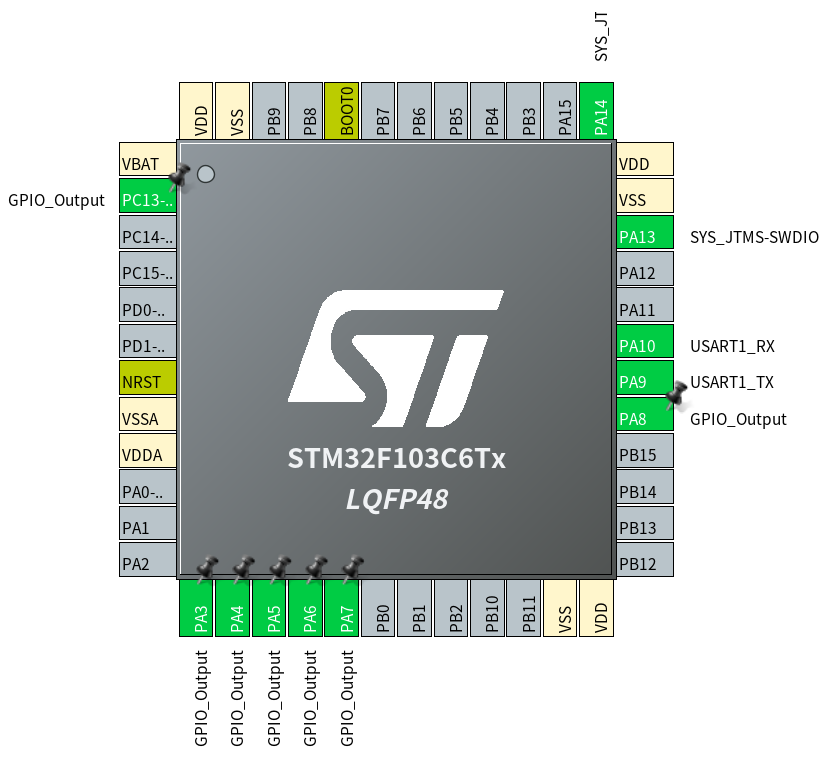 SYS_JT
VDD
VSS
PB9
PB8
BOOT0
PB7
PB6
PB5
PB4
PB3
PA15
PA14
VBAT
GPIO_Output
PC13-..
PC14-..
PC15-..
PD0-..
PD1-..
NRST
VSSA
VDDA
PA0-..
PA1
PA2
VDD
VSS
PA13
SYS_JTMS-SWDIO
PA12
PA11
PA10
USART1_RX
PA9
USART1_TX
PA8
GPIO_Output
PB15
PB14
PB13
PB12
ST
STM32F103C6Tx
LQFP48
PA3
PA4
PA5
PA6
PA7
PB0
PB1
PB2
PB10
PB11
VSS
VDD
GPIO_Output
GPIO_Output
GPIO_Output
GPIO_Output
GPIO_Output